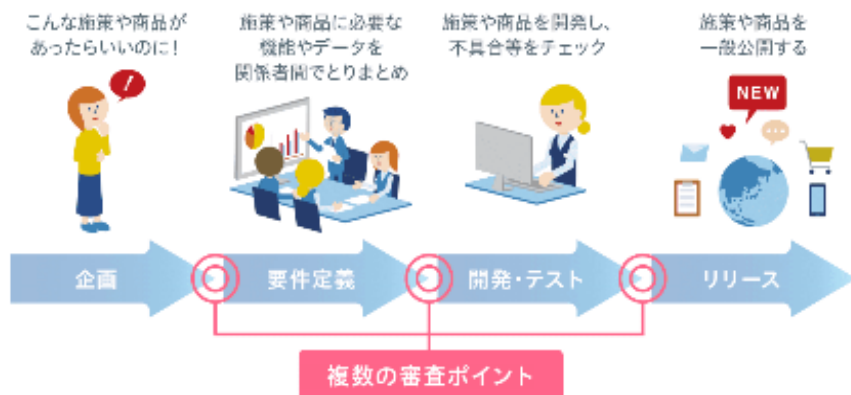 こんな施策や商品が
あったらいいのに！
施策や商品に必要な
機能やデータを
関係者間でとりまとめ
施策や商品を開発し、
不具合等をチェック
施策や商品を
一般公開する
!
NEW
企画
要件定義
開発・テスト
リリース
複数の審査ポイント